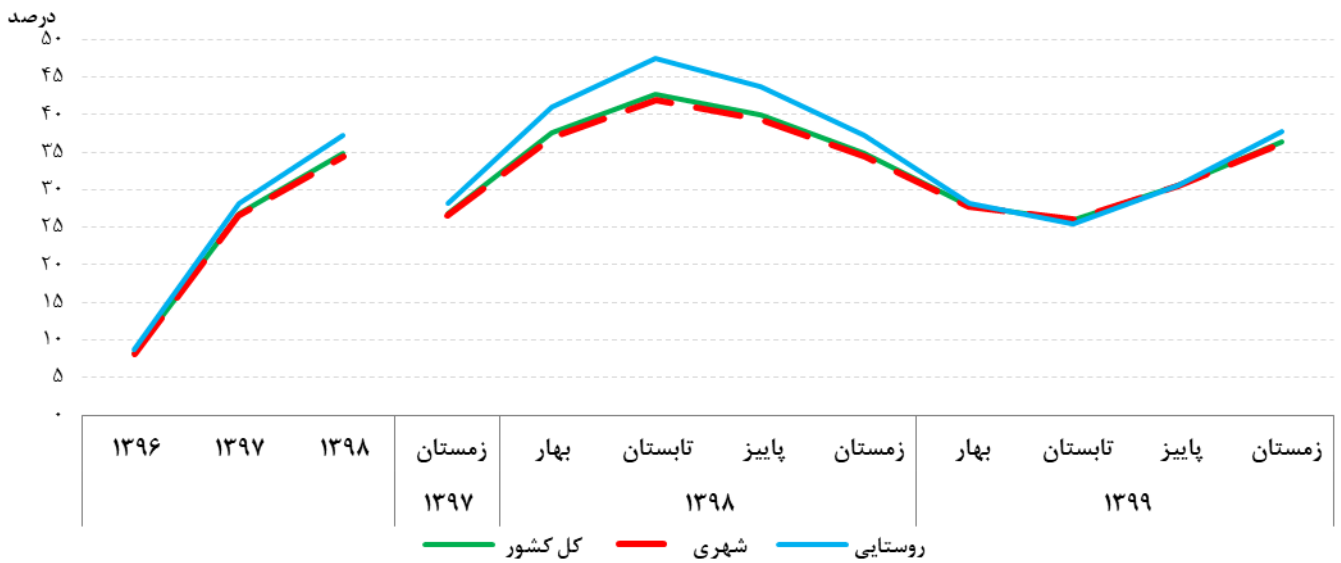 درصد
۵۰
۴۵
۴۰
۳۵
۳۰
۲۵
۲۰
۱۵
۱۰
۵
۰
۱۳۹۶ ۱۳۹۷ ۱۳۹۸ زمستان بهار تابستان پاییز زمستان بهار تابستان پاییز زمستان
۱۳۹۷ ۱۳۹۸ ۱۳۹۹
کل کشور شهری روستایی